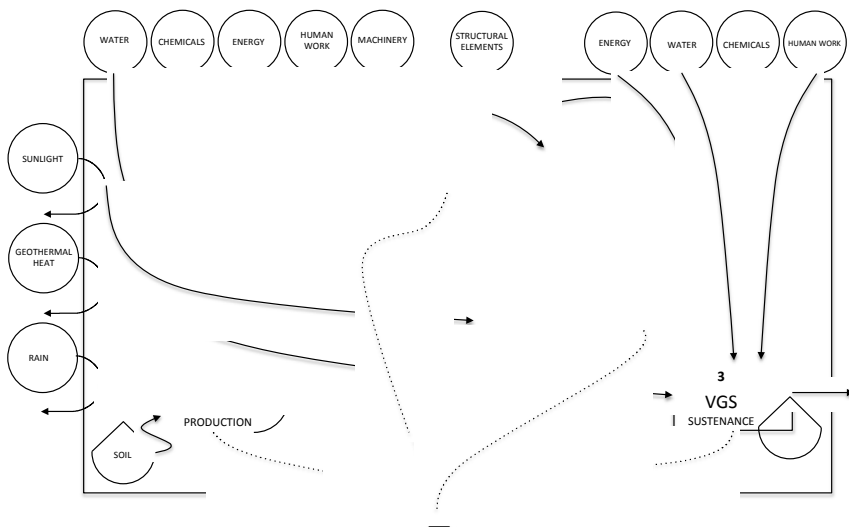 WATER
CHEMICALS
ENERGY
HUMAN
WORK
MACHINERY
STRUCTURAL
ELEMENTS
ENERGY
WATER
CHEMICALS
HUMAN WORK
SUNLIGHT
GEOTHERMAL
HEAT
RAIN
3
VGS
SUSTENANCE
PRODUCTION
SOIL